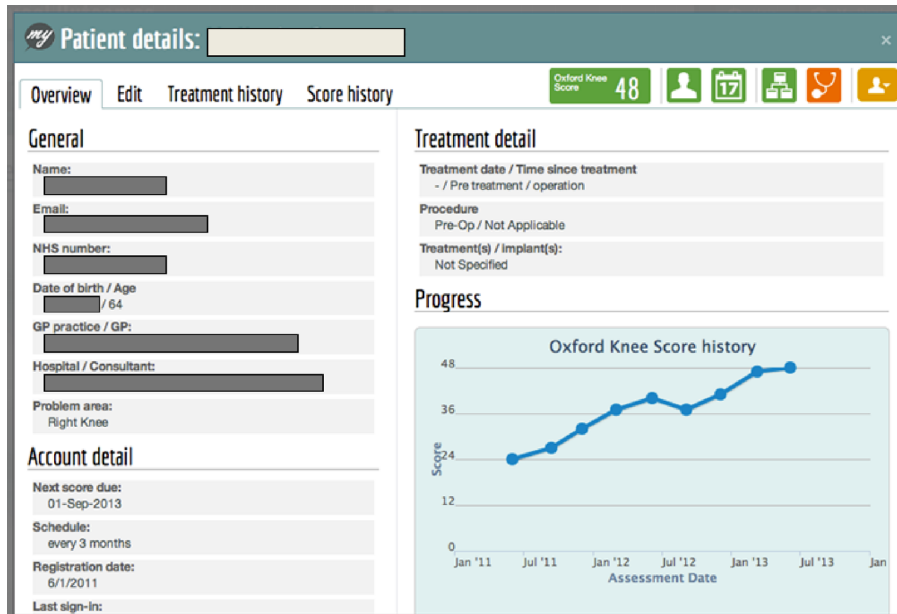 my Patient details:
×
Overview Edit Treatment history Score history
Oxford Knee
Score 48
17
General
Name:
Email:
NHS number:
Date of birth / Age
/ 64
GP practice / GP:
Hospital / Consultant:
Problem area:
Right Knee
Account detail
Next score due:
01-Sep-2013
Schedule:
every 3 months
Registration date:
6/1/2011
Last sign-in:
Treatment detail
Treatment date / Time since treatment
- / Pre treatment / operation
Procedure
Pre-Op / Not Applicable
Treatment(s) / Implant(s):
Not Specified
Progress
Oxford Knee Score history
48
36
24
12
0
Score
Jan '11 Jul '11 Jan '12 Jul '12 Jan '13 Jul '13 Jan
Assessment Date